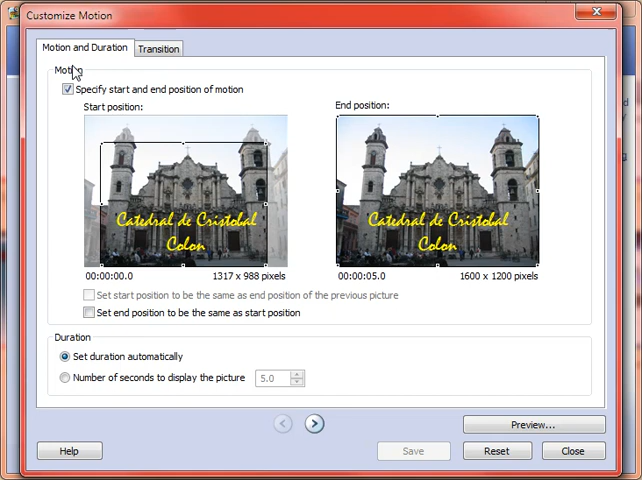 Customize Motion
Motion and Duration
Transition
Motion
Specify start and end position of motion
Start position:
End position:
Catedral de Cristobal
Colon
Catedral de Cristobal
Colon
00:00:00.0
1317 x 988 pixels
00:00:05.0
1600 x 1200 pixels
Set start position to be the same as end position of the previous picture
Set end position to be the same as start position
Duration
Set duration automatically
Number of seconds to display the picture
5.0
Preview...
Help
Save
Reset
Close